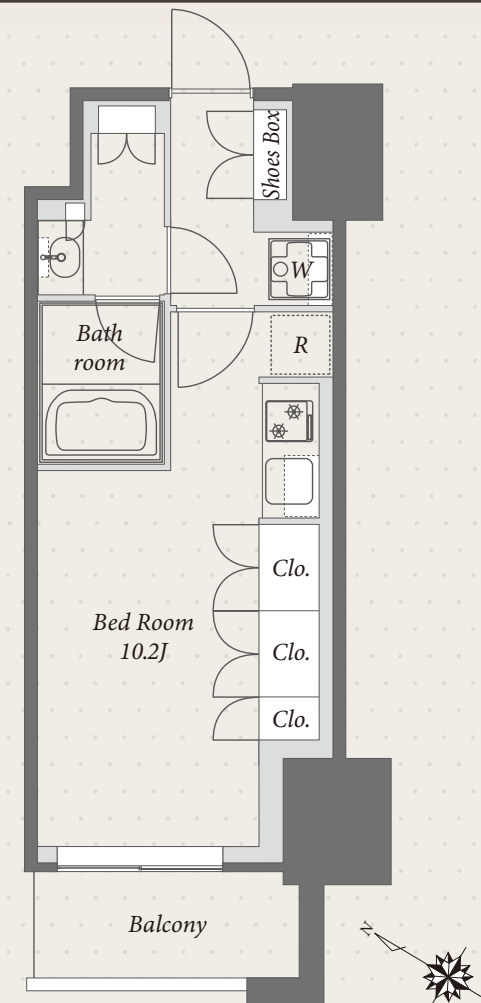 Shoes Box
W
Bath
room
R
Clo.
Bed Room
10.2J
Clo.
Clo.
Balcony
N